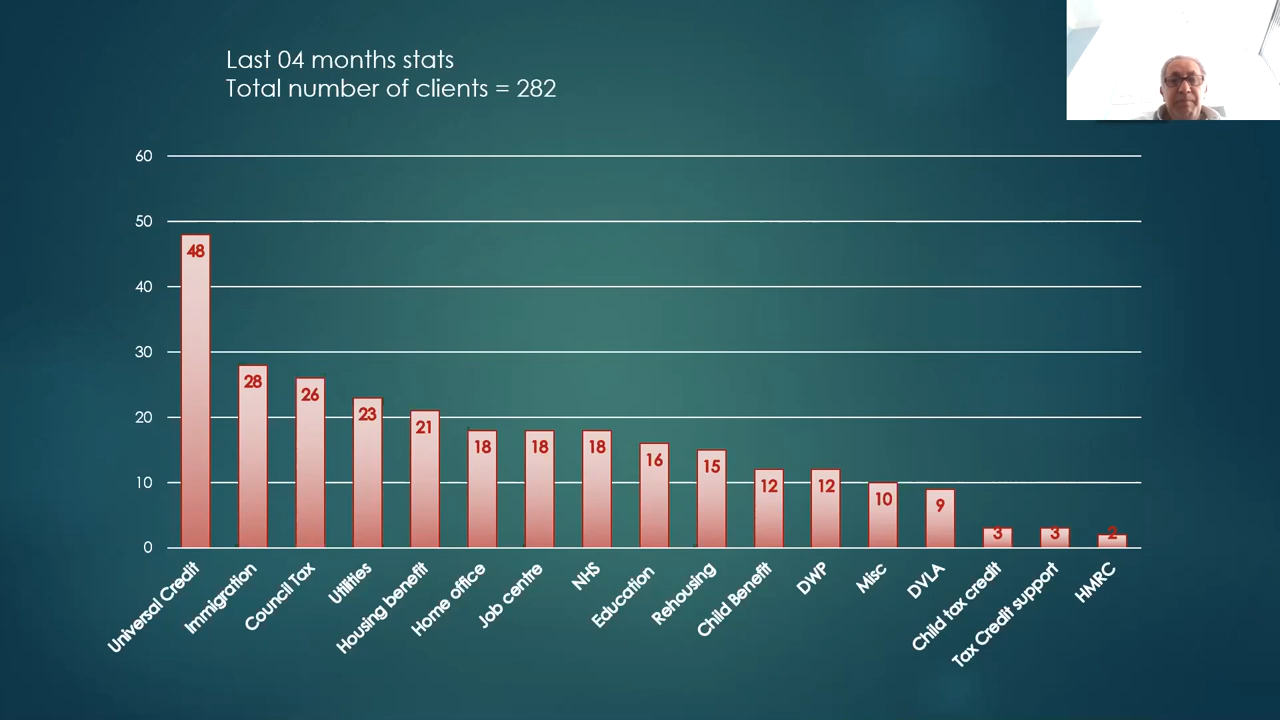 Last 04 months stats
Total number of clients = 282
60
50
40
30
20
10
0
48
28
26
23
21
18
18
18
16
15
12
12
10
9
3
3
2
Universal Credit
Immigration
Council Tax
Utilities
Housing benefit
Home office
Job centre
NHS
Education
Rehousing
Child Benefit
DWP
Misc
DVLA
Child tax credit
Tax Credit support
HMRC